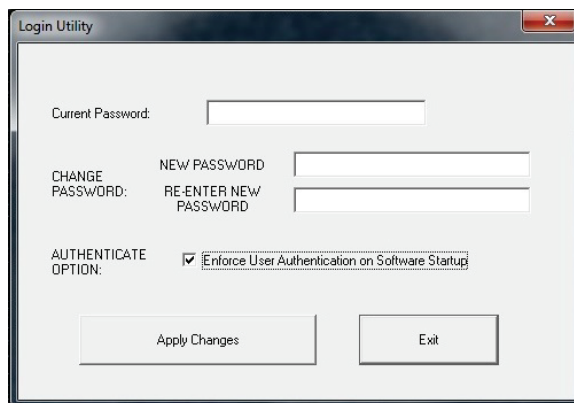 Login Utility
Current Password:
CHANGE
PASSWORD:
NEW PASSWORD
RE-ENTER NEW
PASSWORD
AUTHENTICATE
OPTION:
Enforce User Authentication on Software Startup
Apply Changes
Exit